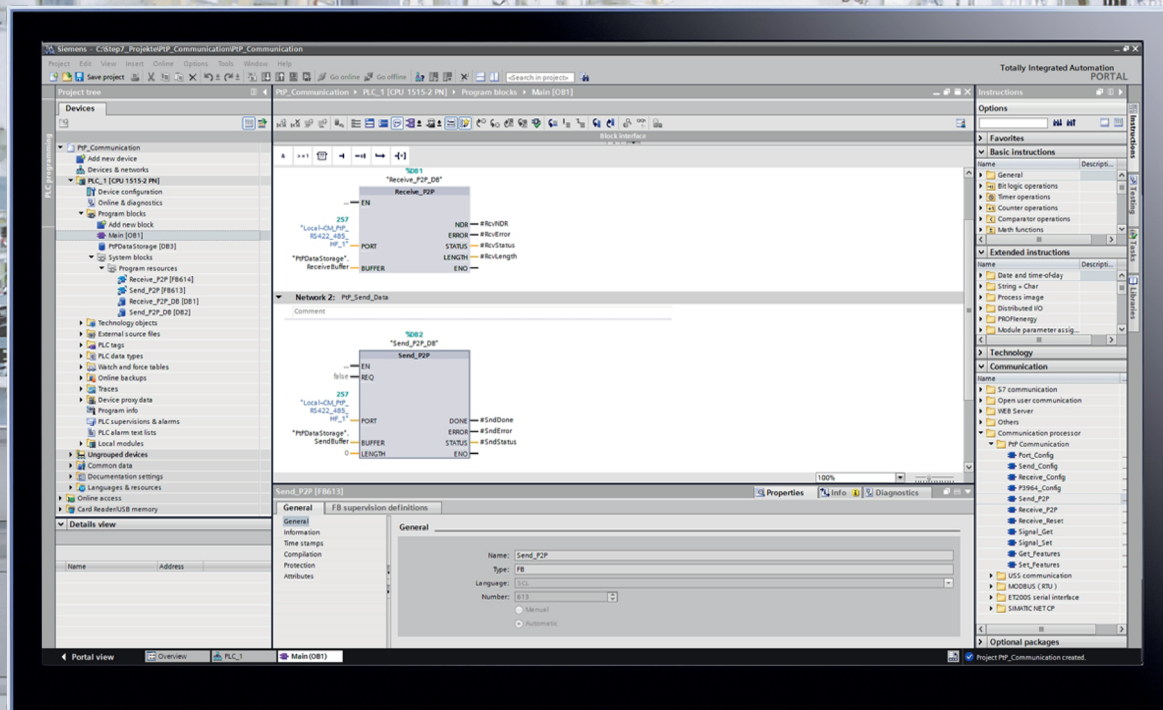 Siemens - C:\Step7_Projekte\PtP_Communication\PtP_Communication
Project Edit View Insert Online Options Tools Window Help
Save project
Go online
Go offline
<Search in project>
Totally Integrated Automation
PORTAL
Project tree
PtP_Communication ▸ PLC_1 [CPU 1515-2 PN] ▸ Program blocks ▸ Main [OB1]
Instructions
Devices
PLC programming
PtP_Communication
Add new device
Devices & networks
PLC_1 [CPU 1515-2 PN]
Device configuration
Online & diagnostics
Program blocks
Add new block
Main [OB1]
PtPDataStorage [DB3]
System blocks
Program resources
Receive_P2P [FB614]
Send_P2P [FB613]
Receive_P2P_DB [DB1]
Send_P2P_DB [DB2]
Technology objects
External source files
PLC tags
PLC data types
Watch and force tables
Online backups
Traces
Device proxy data
Program info
PLC supervisions & alarms
PLC alarm text lists
Local modules
Ungrouped devices
Common data
Documentation settings
Languages & resources
Online access
Card Reader/USB memory
Details view
Name Address
Block interface
%DB1
"Receive_P2P_DB"
Receive_P2P
... EN
257
"Local~CM_PtP_
RS422_485_
HF_1" PORT
"PtPDataStorage".
ReceiveBuffer BUFFER
NDR #RcvNDR
ERROR #RcvError
STATUS #RcvStatus
LENGTH #RcvLength
ENO
Network 2: PtP_Send_Data
Comment
%DB2
"Send_P2P_DB"
Send_P2P
... EN
false REQ
257
"Local~CM_PtP_
RS422_485_
HF_1" PORT
"PtPDataStorage".
SendBuffer BUFFER
0 LENGTH
DONE #SndDone
ERROR #SndError
STATUS #SndStatus
ENO
100%
Send_P2P [FB613]
Properties
Info
Diagnostics
General
FB supervision definitions
General
Information
Time stamps
Compilation
Protection
Attributes
General
Name: Send_P2P
Type: FB
Language: SCL
Number: 613
Manual
Automatic
Options
Favorites
Basic instructions
Name Descripti...
General
Bit logic operations
Timer operations
Counter operations
Comparator operations
Math functions
Extended instructions
Name Descripti...
Date and time-of-day
String + Char
Process image
Distributed I/O
PROFIenergy
Module parameter assig...
Technology
Communication
Name
S7 communication
Open user communication
WEB Server
Others
Communication processor
PtP Communication
Port_Config
Send_Config
Receive_Config
P3964_Config
Send_P2P
Receive_P2P
Receive_Reset
Signal_Get
Signal_Set
Get_Features
Set_Features
USS communication
MODBUS (RTU)
ET200S serial interface
SIMATIC NET CP
Optional packages
Instructions
Testing
Tasks
Libraries
Portal view
Overview
PLC_1
Main (OB1)
Project PtP_Communication created.